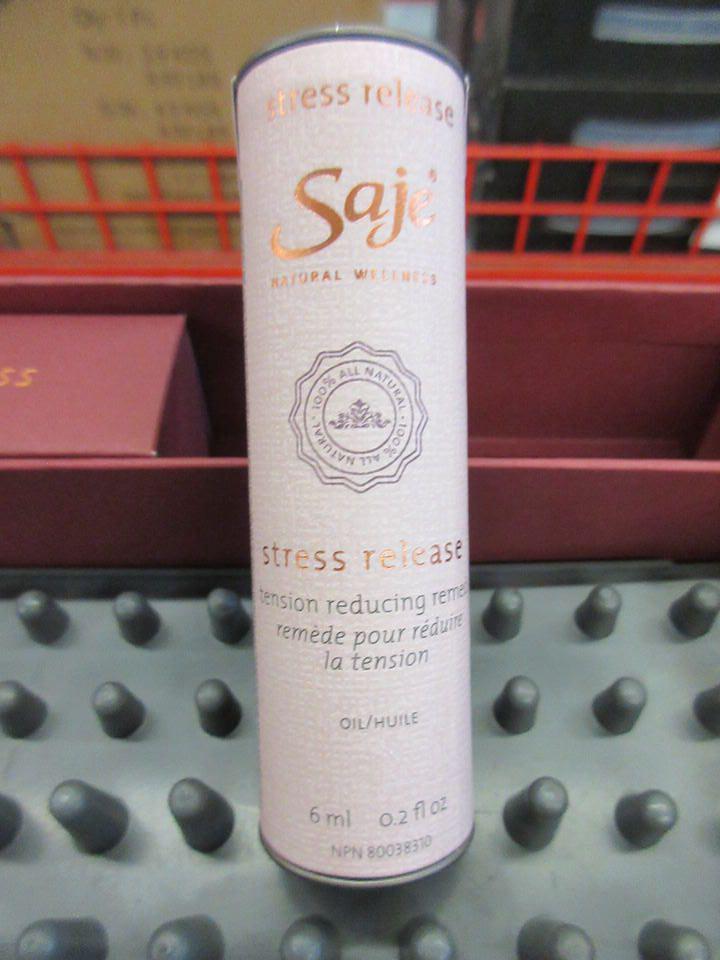 stress release
Saje®
NATURAL WELLNESS
100% ALL NATURAL · 100% ALL NATURAL ·
stress release
tension reducing
remède pour réduire
la tension
OIL/HUILE
6 ml 0.2 fl oz
NPN 80038310
ss